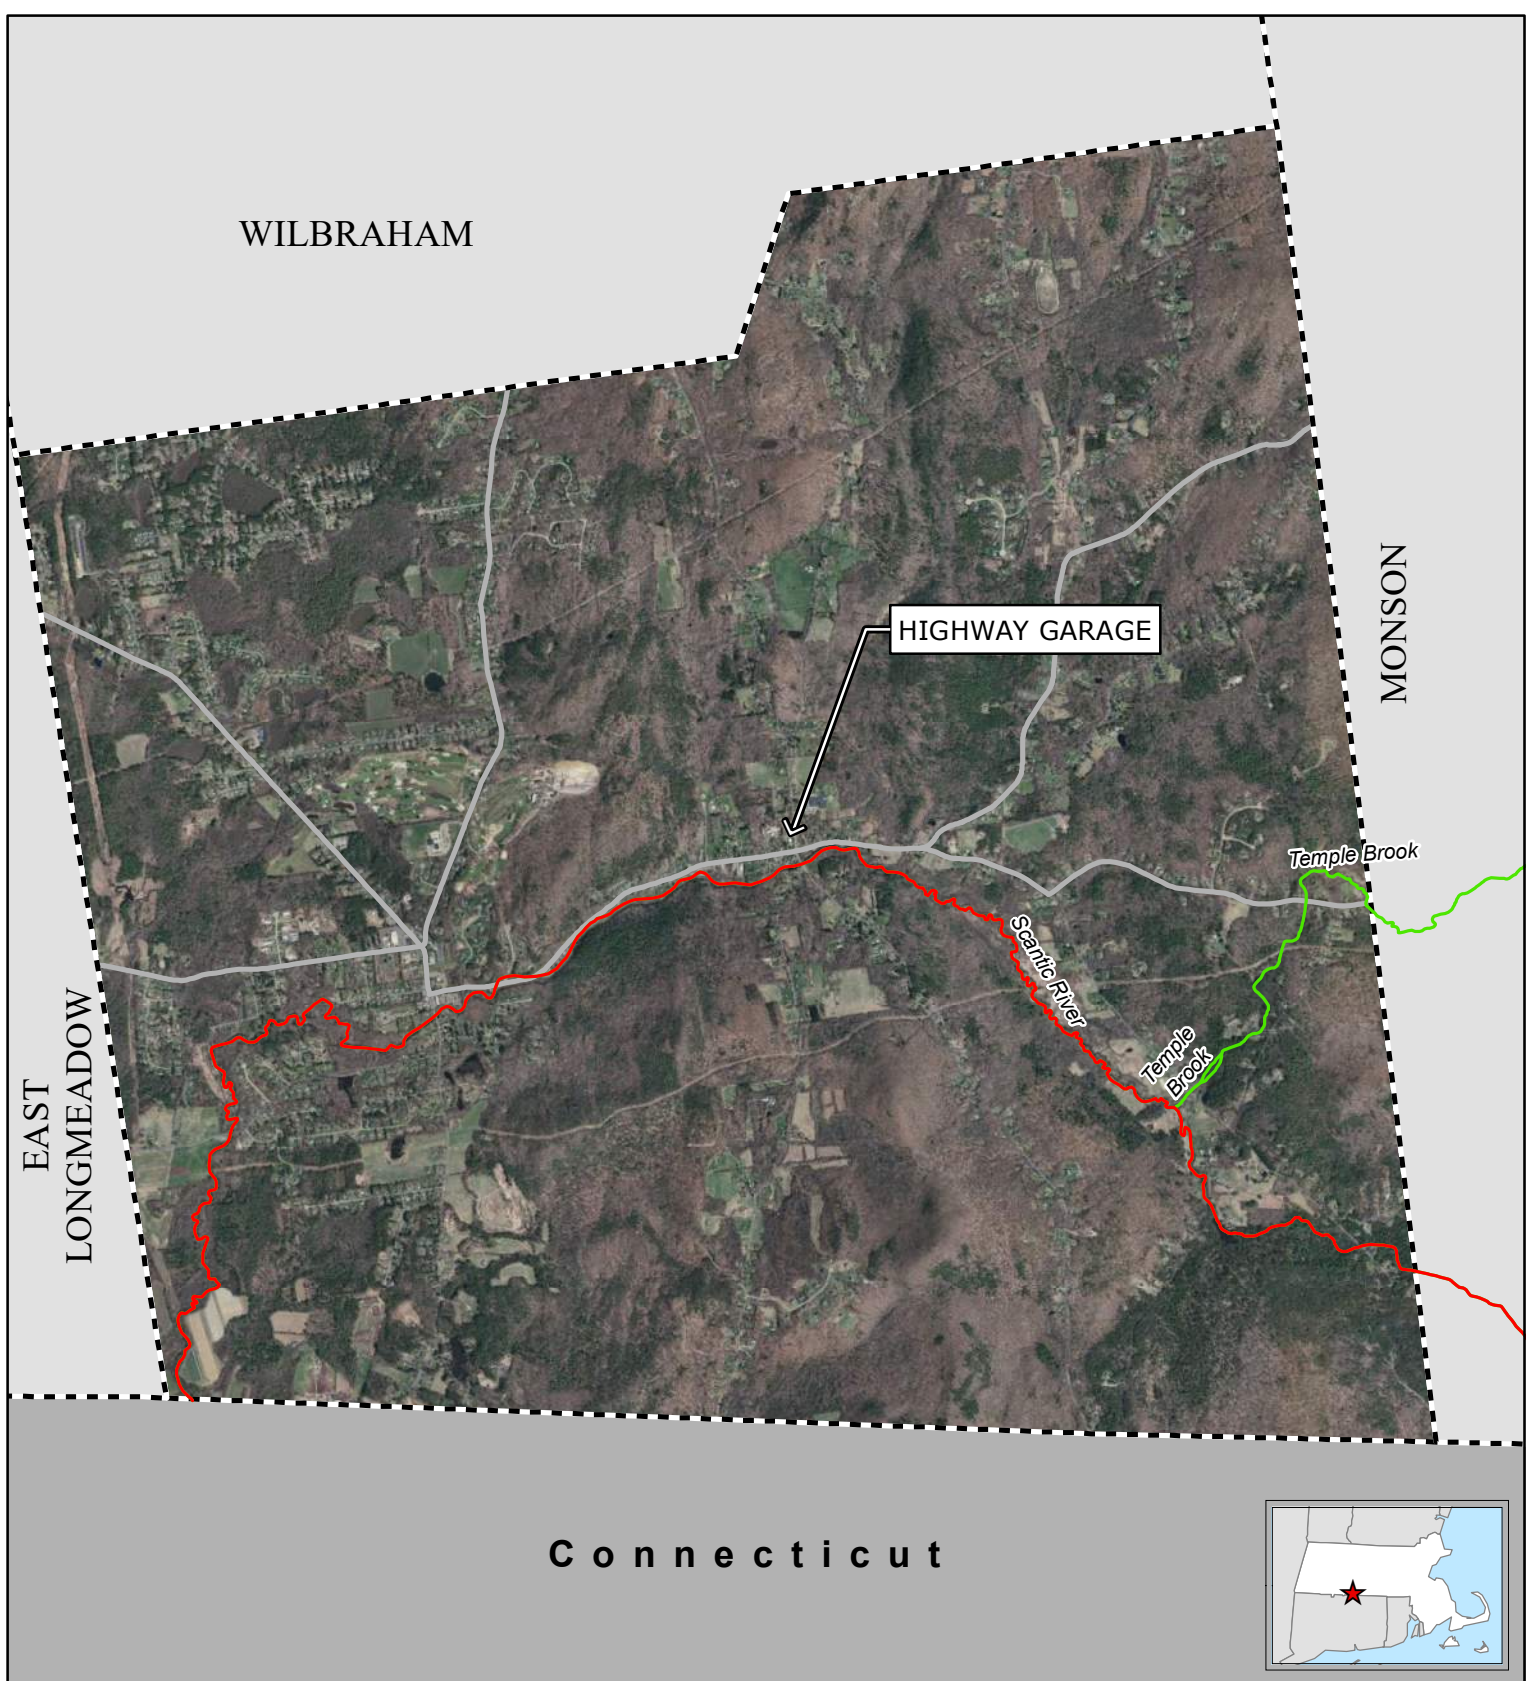 WILBRAHAM
HIGHWAY GARAGE
MONSON
Temple Brook
Scantic River
Temple
Brook
EAST
LONGMEADOW
Connecticut